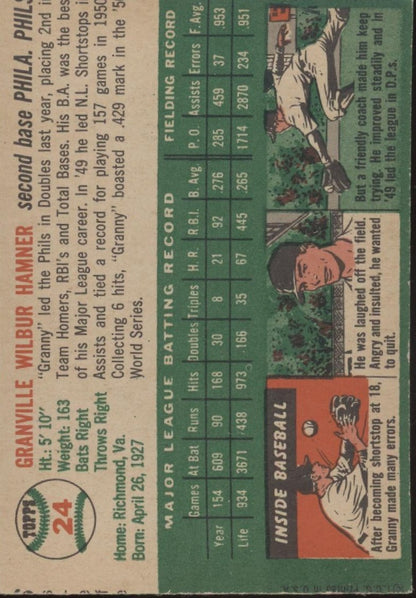 TOPPS
24
GRANVILLE WILBUR HAMNER second base PHILA. PHILS
Ht.: 5' 10"
Weight: 163
Bats Right
Throws Right
Home: Richmond, Va.
Born: April 26, 1927
"Granny" led the Phils in Doubles last year, placing 2nd in
Team Homers, RBI's and Total Bases. His B.A. was the best
of his Major League career. In '49 he led N.L. Shortstops in
Assists and tied a record for playing 157 games in 1950.
Collecting 6 hits, "Granny" boasted a .429 mark in the '50
World Series.
MAJOR LEAGUE BATTING RECORD FIELDING RECORD
Games At Bat Runs Hits Doubles Triples H.R. R.B.I. B. Avg. P.O. Assists Errors F. Avg.
Year 154 609 90 168 30 8 21 92 .276 285 459 37 .953
Life 934 3671 438 973 166 35 67 445 .265 1714 2870 234 .951
INSIDE BASEBALL
After becoming shortstop at 18,
Granny made many errors.
He was laughed off the field.
Angry and insulted, he wanted
to quit.
But a friendly coach made him keep
trying. He improved steadily and in
'49 led the league in D.P.s.